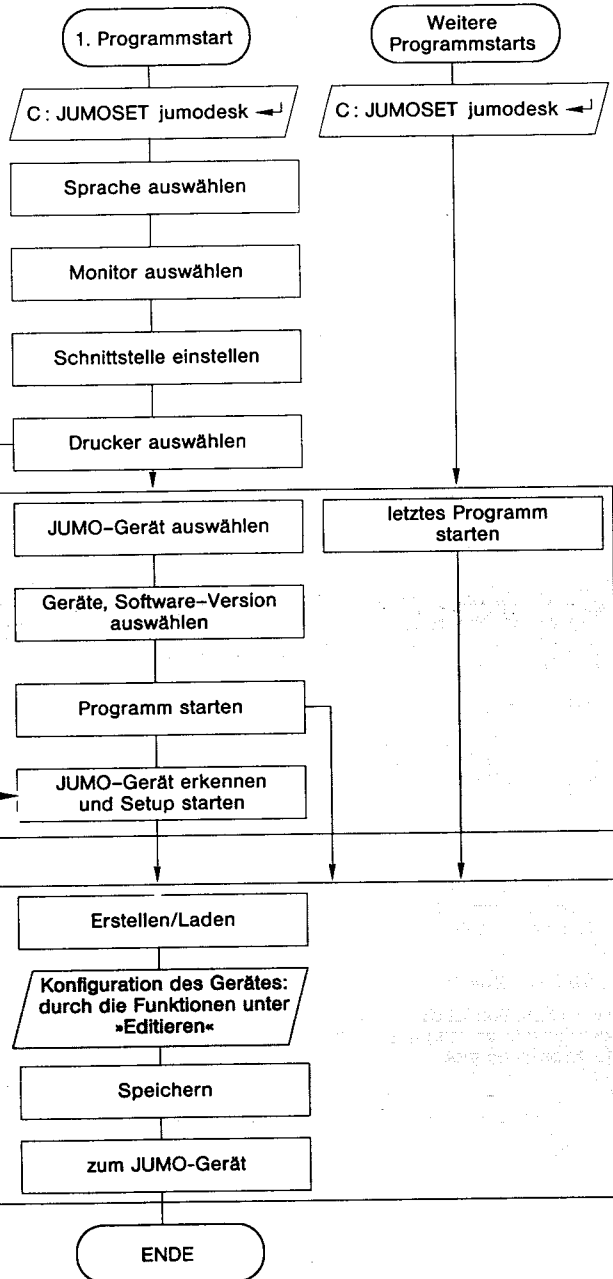 1. Programmstart
Weitere
Programmstarts
C: JUMOSET jumodesk ↵
C: JUMOSET jumodesk ↵
Sprache auswählen
Monitor auswählen
Schnittstelle einstellen
Drucker auswählen
JUMO-Gerät auswählen
letztes Programm
starten
Geräte, Software-Version
auswählen
Programm starten
JUMO-Gerät erkennen
und Setup starten
Erstellen/Laden
Konfiguration des Gerätes:
durch die Funktionen unter
»Editieren«
Speichern
zum JUMO-Gerät
ENDE